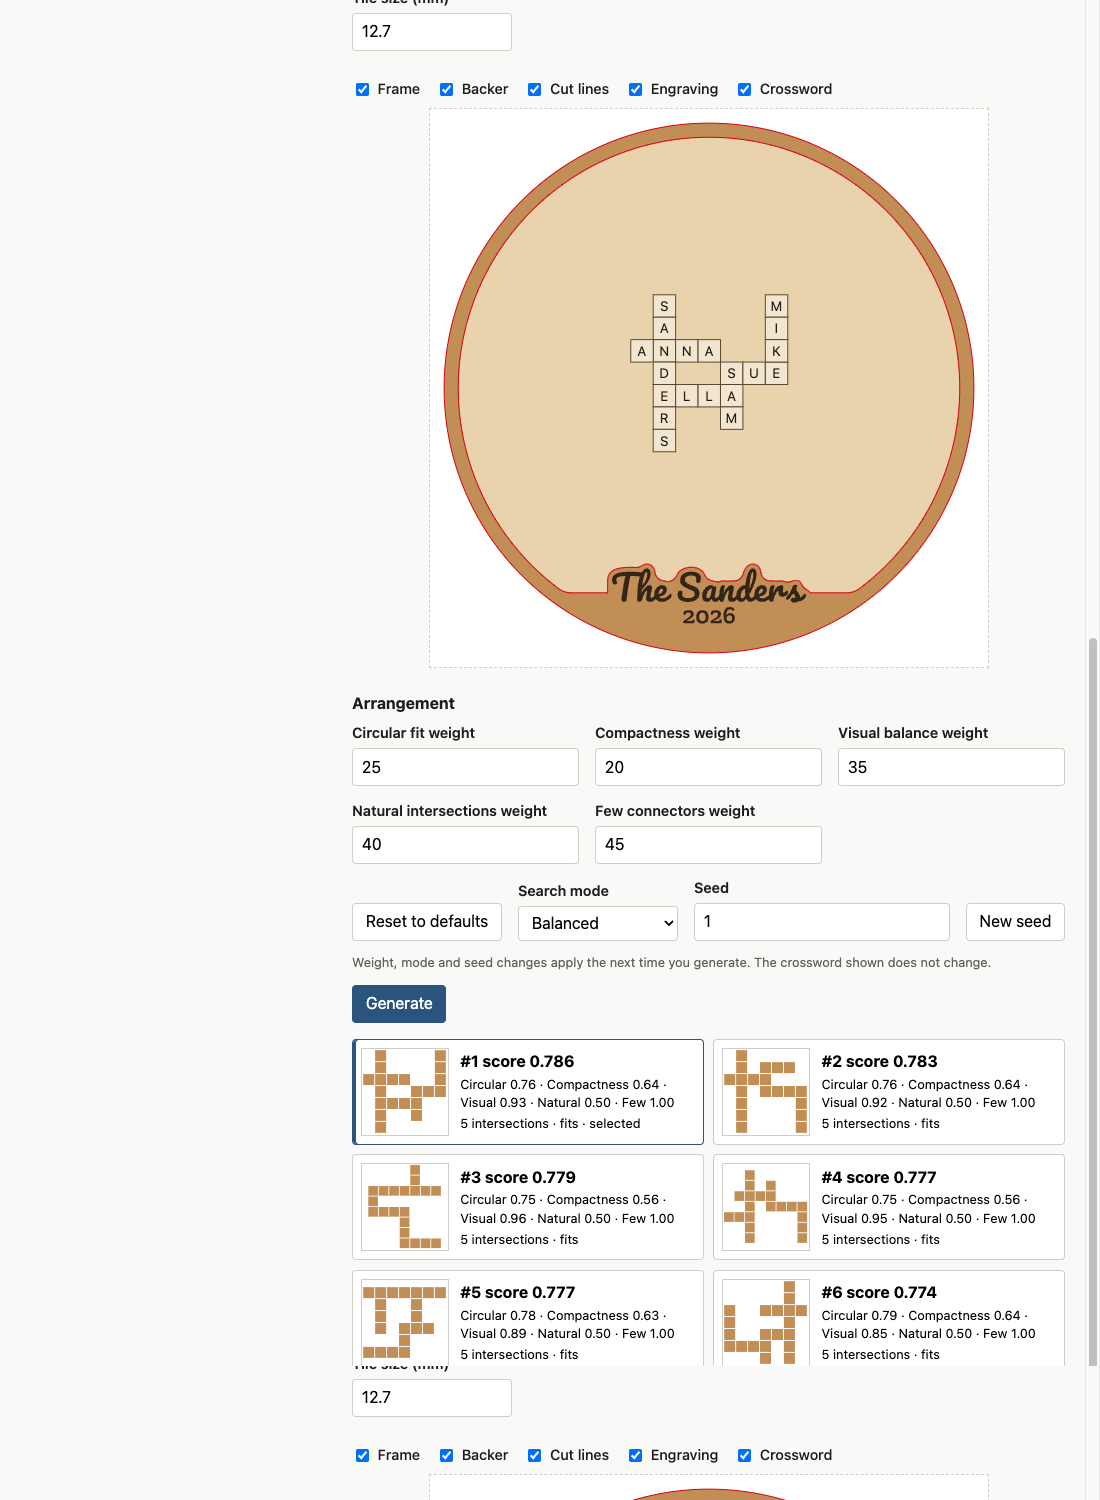 Tile size (mm)
12.7
Frame Backer Cut lines Engraving Crossword
S M
A I
A N N A K
D S U E
E L L A
R M
S
The Sanders
2026
Arrangement
Circular fit weight Compactness weight Visual balance weight
25 20 35
Natural intersections weight Few connectors weight
40 45
Search mode Seed
Reset to defaults Balanced 1 New seed
Weight, mode and seed changes apply the next time you generate. The crossword shown does not change.
Generate
#1 score 0.786
Circular 0.76 · Compactness 0.64 ·
Visual 0.93 · Natural 0.50 · Few 1.00
5 intersections · fits · selected
#2 score 0.783
Circular 0.76 · Compactness 0.64 ·
Visual 0.92 · Natural 0.50 · Few 1.00
5 intersections · fits
#3 score 0.779
Circular 0.75 · Compactness 0.56 ·
Visual 0.96 · Natural 0.50 · Few 1.00
5 intersections · fits
#4 score 0.777
Circular 0.75 · Compactness 0.56 ·
Visual 0.95 · Natural 0.50 · Few 1.00
5 intersections · fits
#5 score 0.777
Circular 0.78 · Compactness 0.63 ·
Visual 0.89 · Natural 0.50 · Few 1.00
5 intersections · fits
#6 score 0.774
Circular 0.79 · Compactness 0.64 ·
Visual 0.85 · Natural 0.50 · Few 1.00
5 intersections · fits
Tile size (mm)
12.7
Frame Backer Cut lines Engraving Crossword